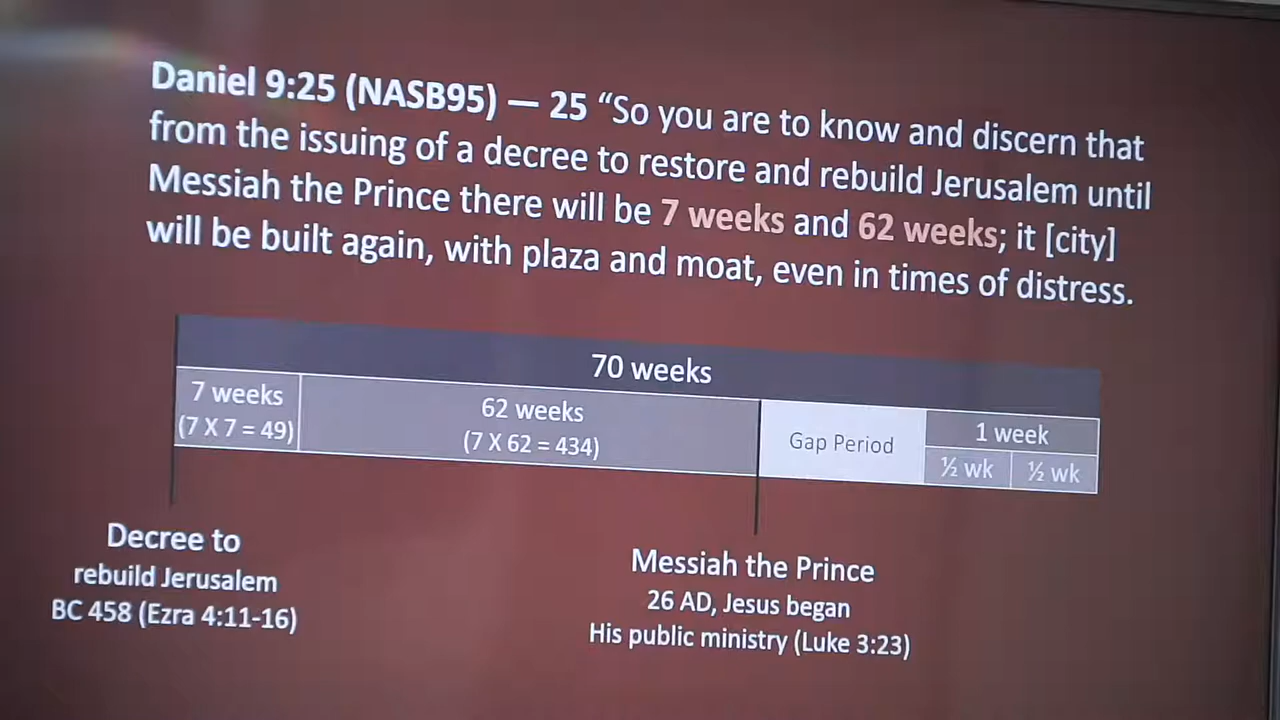 Daniel 9:25 (NASB95) — 25 “So you are to know and discern that
from the issuing of a decree to restore and rebuild Jerusalem until
Messiah the Prince there will be 7 weeks and 62 weeks; it [city]
will be built again, with plaza and moat, even in times of distress.
70 weeks
7 weeks
(7 X 7 = 49)
62 weeks
(7 X 62 = 434)
Gap Period
1 week
½ wk
½ wk
Decree to
rebuild Jerusalem
BC 458 (Ezra 4:11-16)
Messiah the Prince
26 AD, Jesus began
His public ministry (Luke 3:23)